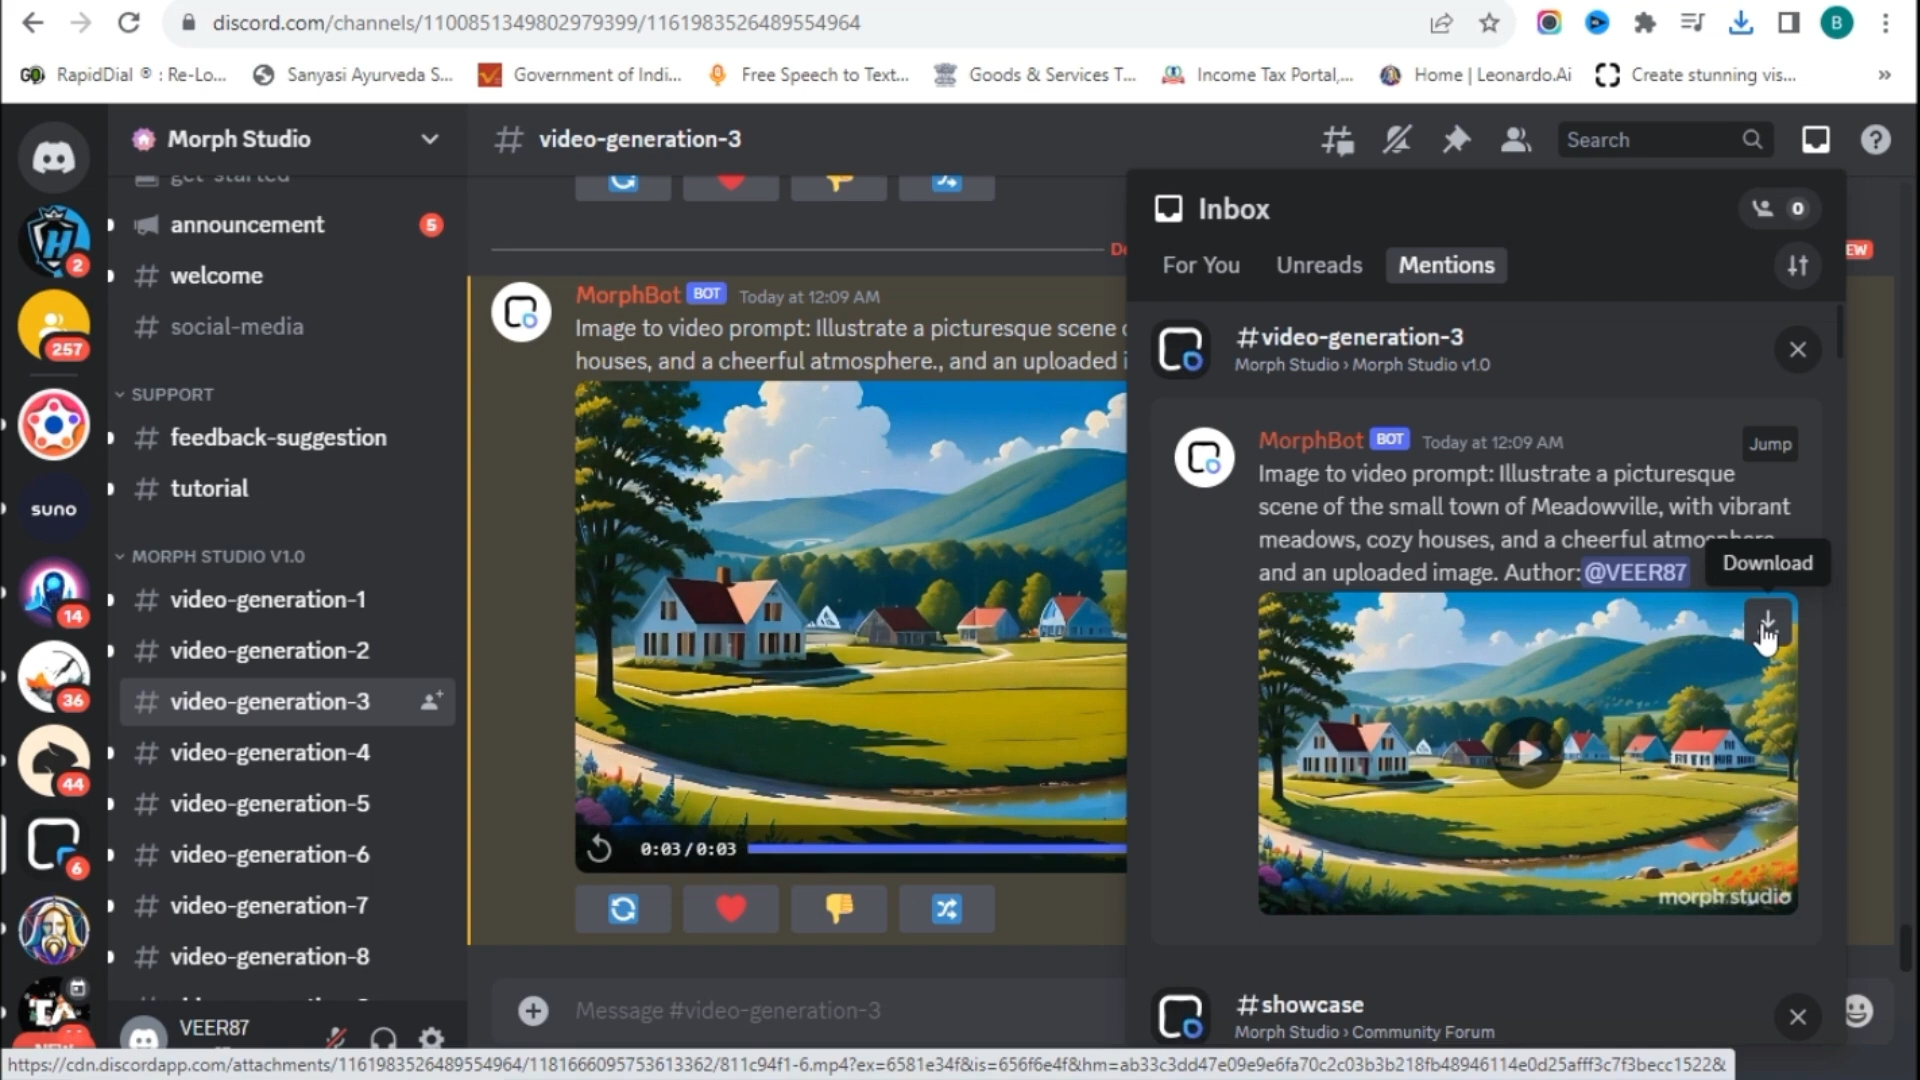 discord.com/channels/1100851349802979399/1161983526489554964
B
RapidDial ® : Re-Lo...
Sanyasi Ayurveda S...
Government of Indi...
Free Speech to Text...
Goods & Services T...
Income Tax Portal,...
Home | Leonardo.Ai
Create stunning vis...
Morph Studio
video-generation-3
Search
get-started
announcement
5
welcome
social-media
SUPPORT
feedback-suggestion
tutorial
MORPH STUDIO V1.0
video-generation-1
video-generation-2
video-generation-3
video-generation-4
video-generation-5
video-generation-6
video-generation-7
video-generation-8
2
257
suno
14
36
44
6
TA
NEW
VEER87
MorphBot BOT Today at 12:09 AM
Image to video prompt: Illustrate a picturesque scene
houses, and a cheerful atmosphere., and an uploaded
0:03 / 0:03
Message #video-generation-3
Inbox
0
For You
Unreads
Mentions
EW
#video-generation-3
Morph Studio › Morph Studio v1.0
MorphBot BOT Today at 12:09 AM
Jump
Image to video prompt: Illustrate a picturesque
scene of the small town of Meadowville, with vibrant
meadows, cozy houses, and a cheerful atmosphere.,
and an uploaded image. Author: @VEER87
Download
morph studio
#showcase
Morph Studio › Community Forum
https://cdn.discordapp.com/attachments/1161983526489554964/1181666095753613362/811c94f1-6.mp4?ex=6581e34f&is=656f6e4f&hm=ab33c3dd47e09e9e6fa70c2c03b3b218fb48946114e0d25afff3c7f3becc1522&